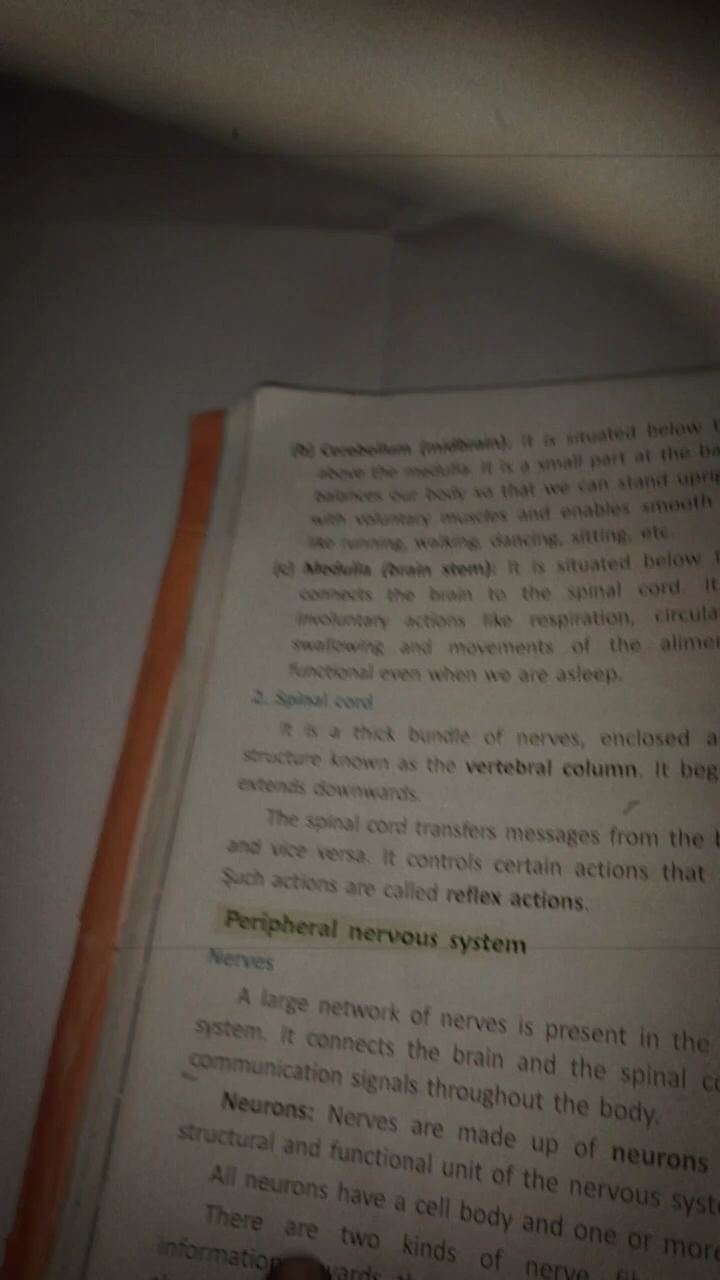 (b) Cerebellum (midbrain): It is situated below
above the medulla. It is a small part at the
balances our body so that we can stand
with voluntary muscles and enables smooth
like running, walking, dancing, sitting, etc.
(c) Medulla (brain stem): It is situated below
connects the brain to the spinal cord. It
involuntary actions like respiration, circula
swallowing and movements of the alime
functional even when we are asleep.
2. Spinal cord
It is a thick bundle of nerves, enclosed a
structure known as the vertebral column. It beg
extends downwards.
The spinal cord transfers messages from the
and vice versa. It controls certain actions that
Such actions are called reflex actions.
Peripheral nervous system
Nerves
A large network of nerves is present in the
system. It connects the brain and the spinal co
communication signals throughout the body.
Neurons: Nerves are made up of neurons
structural and functional unit of the nervous syste
All neurons have a cell body and one or more
There are two kinds of nerve
information